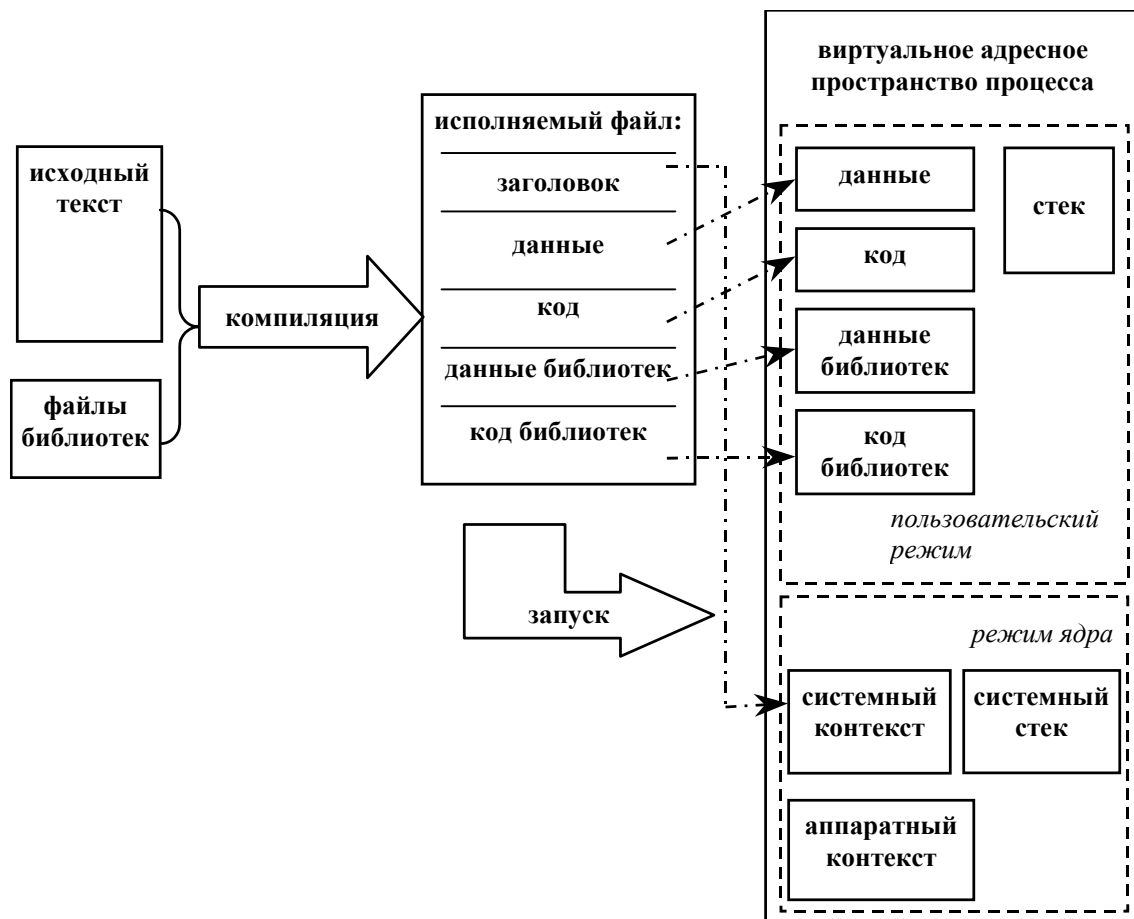 исходный
текст
файлы
библиотек
компиляция
исполняемый файл:
заголовок
данные
код
данные библиотек
код библиотек
запуск
виртуальное адресное
пространство процесса
данные
стек
код
данные
библиотек
код
библиотек
пользовательский
режим
режим ядра
системный
контекст
системный
стек
аппаратный
контекст